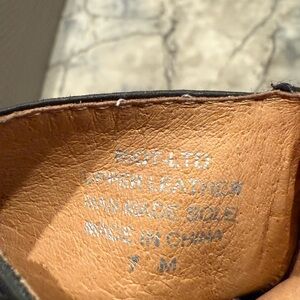 UPPER LEATHER
MAN MADE SOLE
MADE IN CHINA
7 M